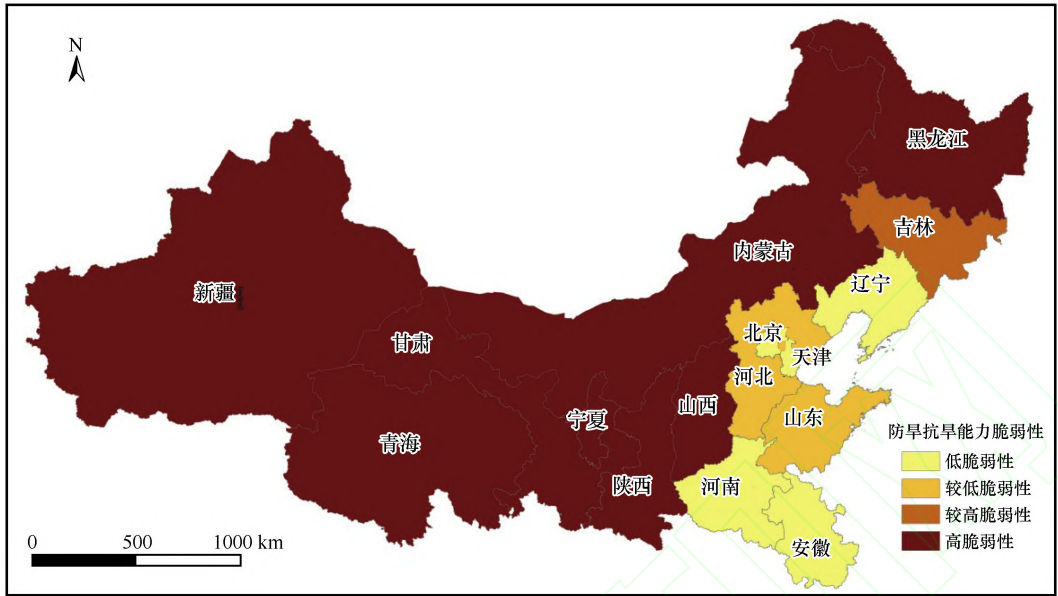 N
黑龙江
吉林
内蒙古
辽宁
新疆
北京
甘肃
天津
河北
山西
山东
宁夏
青海
防旱抗旱能力脆弱性
低脆弱性
陕西
河南
较低脆弱性
较高脆弱性
高脆弱性
安徽
0 500 1000 km